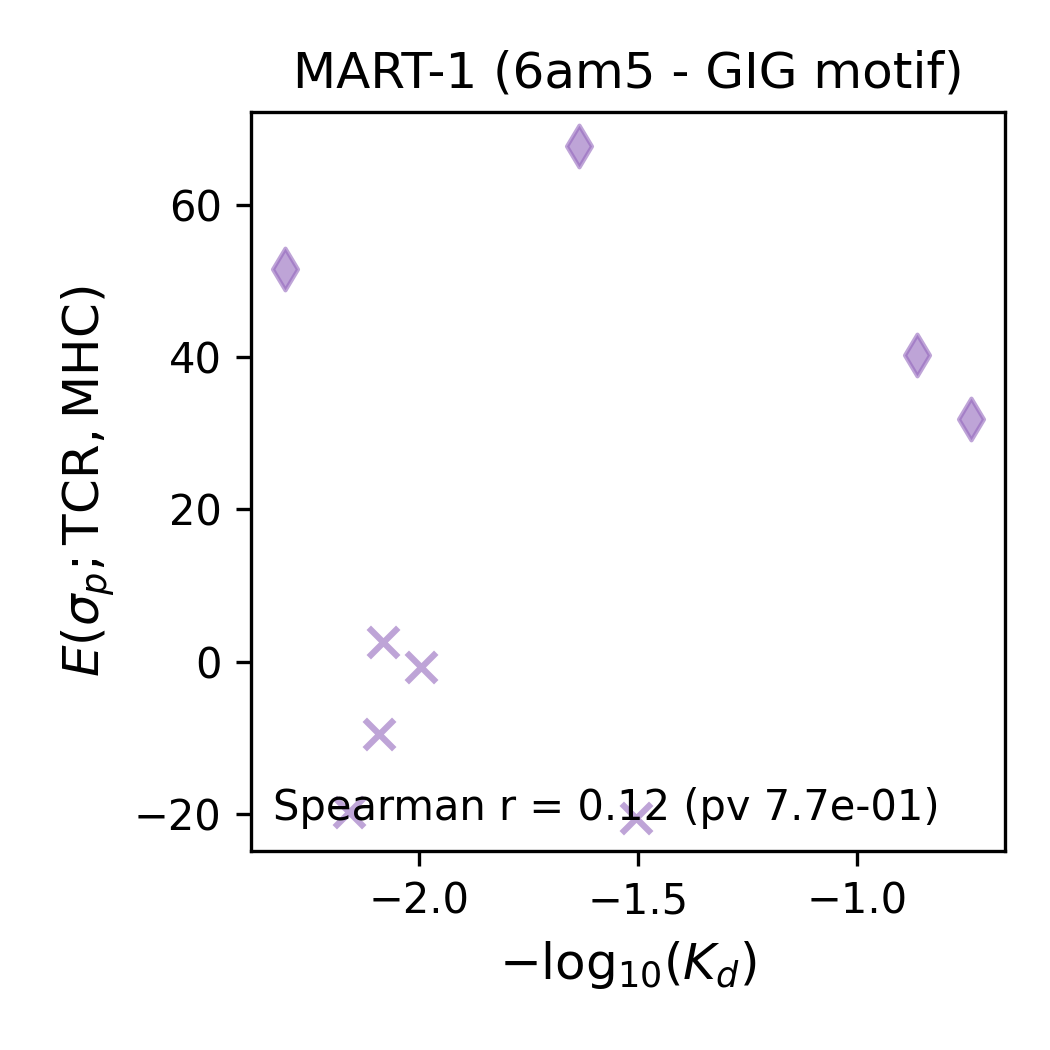 MART-1 (6am5 - GIG motif)
E(σₚ; TCR, MHC)
60
40
20
0
−20
Spearman r = 0.12 (pv 7.7e-01)
−2.0 −1.5 −1.0
−log₁₀(K_d)